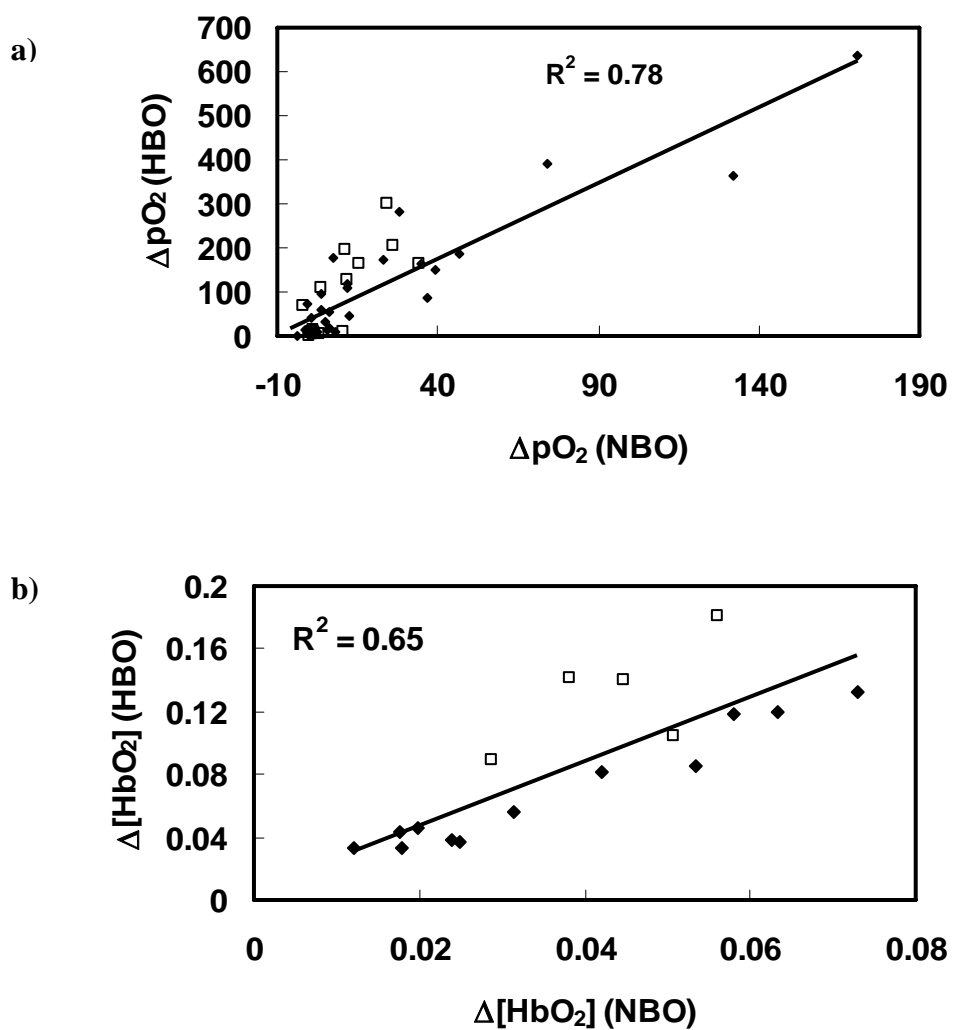 a)
R² = 0.78
ΔpO₂ (HBO)
700
600
500
400
300
200
100
0
-10 40 90 140 190
ΔpO₂ (NBO)
b)
R² = 0.65
Δ[HbO₂] (HBO)
0.2
0.16
0.12
0.08
0.04
0
0 0.02 0.04 0.06 0.08
Δ[HbO₂] (NBO)